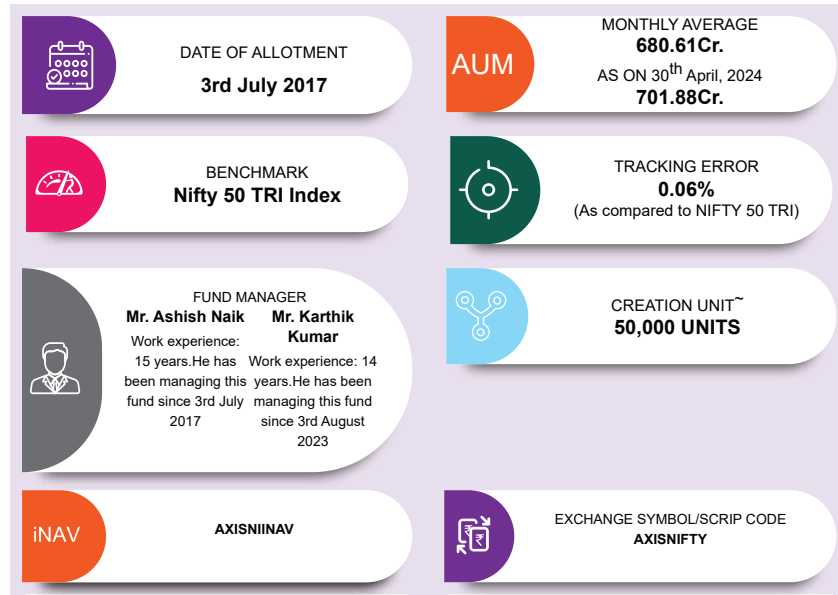 DATE OF ALLOTMENT
3rd July 2017
AUM
MONTHLY AVERAGE
680.61Cr.
AS ON 30th April, 2024
701.88Cr.
BENCHMARK
Nifty 50 TRI Index
TRACKING ERROR
0.06%
(As compared to NIFTY 50 TRI)
FUND MANAGER
Mr. Ashish Naik
Work experience:
15 years.He has
been managing this
fund since 3rd July
2017
Mr. Karthik
Kumar
Work experience: 14
years.He has been
managing this fund
since 3rd August
2023
CREATION UNIT~
50,000 UNITS
iNAV
AXISNIINAV
EXCHANGE SYMBOL/SCRIP CODE
AXISNIFTY